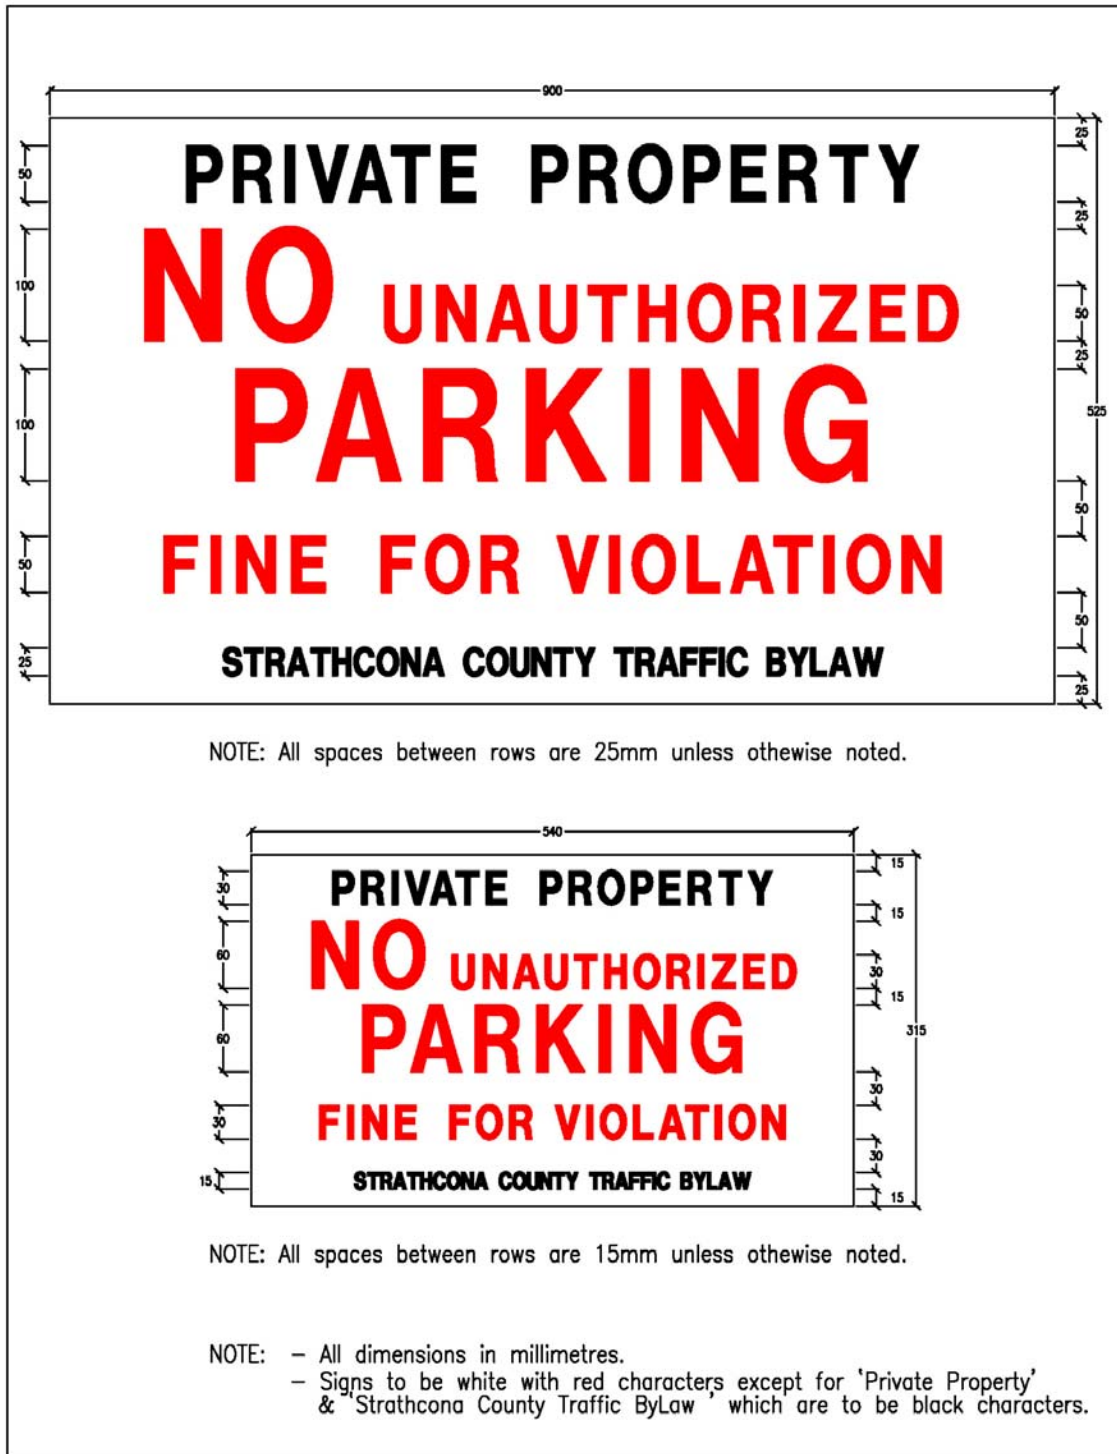 900
25
PRIVATE PROPERTY
50
25
NO UNAUTHORIZED
100
50
25
PARKING
100
525
50
FINE FOR VIOLATION
50
50
STRATHCONA COUNTY TRAFFIC BYLAW
25
25
NOTE: All spaces between rows are 25mm unless othewise noted.
540
15
PRIVATE PROPERTY
30
15
NO UNAUTHORIZED
60
30
15
PARKING
60
315
30
FINE FOR VIOLATION
30
30
STRATHCONA COUNTY TRAFFIC BYLAW
15
15
NOTE: All spaces between rows are 15mm unless othewise noted.
NOTE: – All dimensions in millimetres.
– Signs to be white with red characters except for 'Private Property'
& 'Strathcona County Traffic ByLaw ' which are to be black characters.